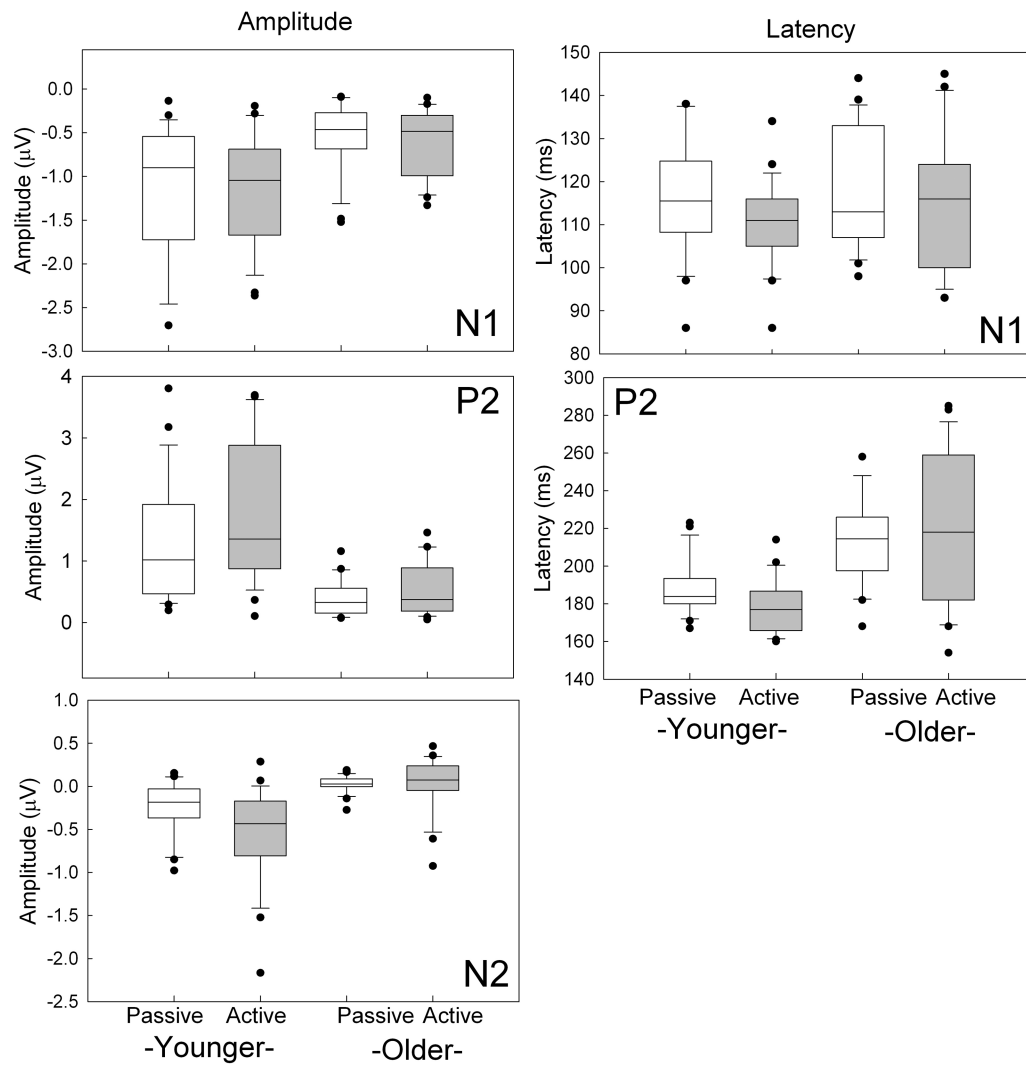 Amplitude
Latency
Amplitude (μV)
0.0
-0.5
-1.0
-1.5
-2.0
-2.5
-3.0
N1
Latency (ms)
150
140
130
120
110
100
90
80
N1
Amplitude (μV)
4
3
2
1
0
P2
Latency (ms)
300
280
260
240
220
200
180
160
140
P2
Passive Active Passive Active
-Younger- -Older-
Amplitude (μV)
1.0
0.5
0.0
-0.5
-1.0
-1.5
-2.0
-2.5
N2
Passive Active Passive Active
-Younger- -Older-